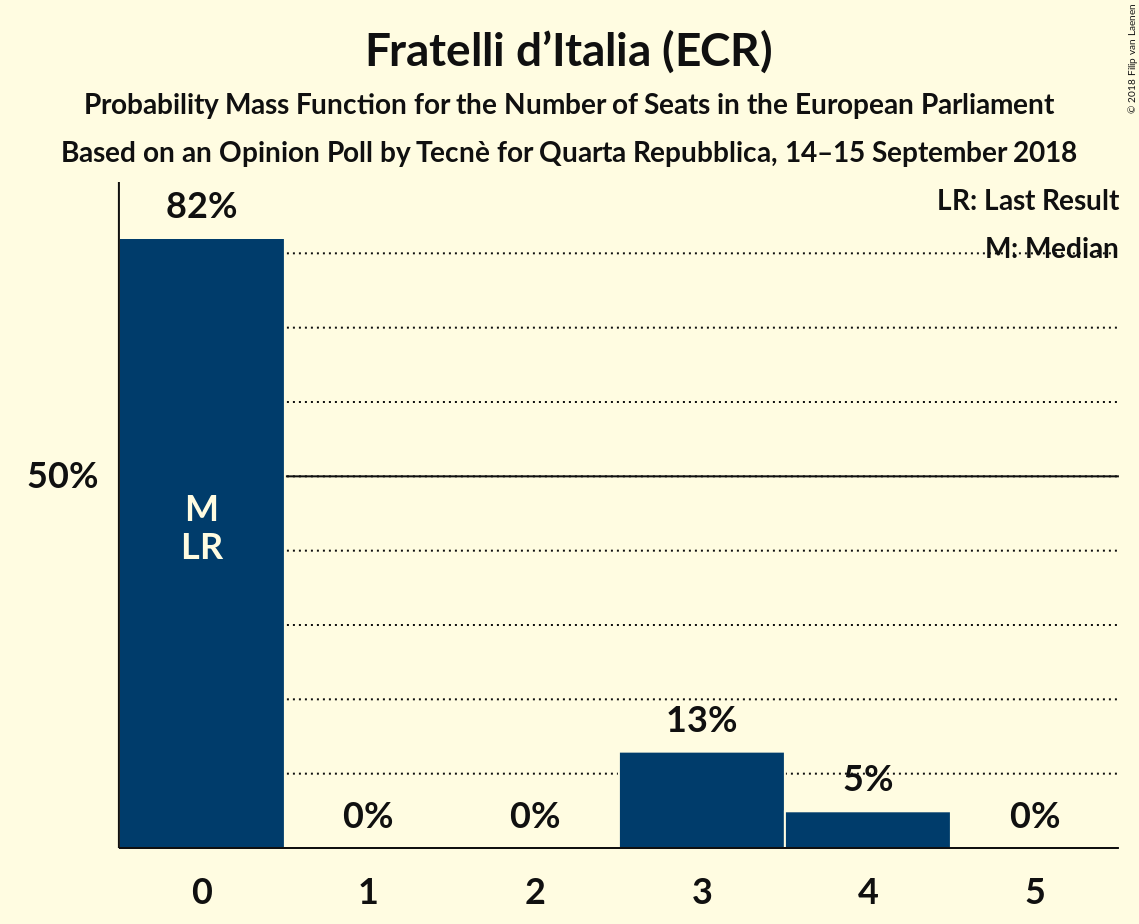 Fratelli d’Italia (ECR)
Probability Mass Function for the Number of Seats in the European Parliament
Based on an Opinion Poll by Tecnè for Quarta Repubblica, 14–15 September 2018
© 2018 Filip van Laenen
LR: Last Result
M: Median
82%
50%
M
LR
0%
0%
13%
5%
0%
0
1
2
3
4
5